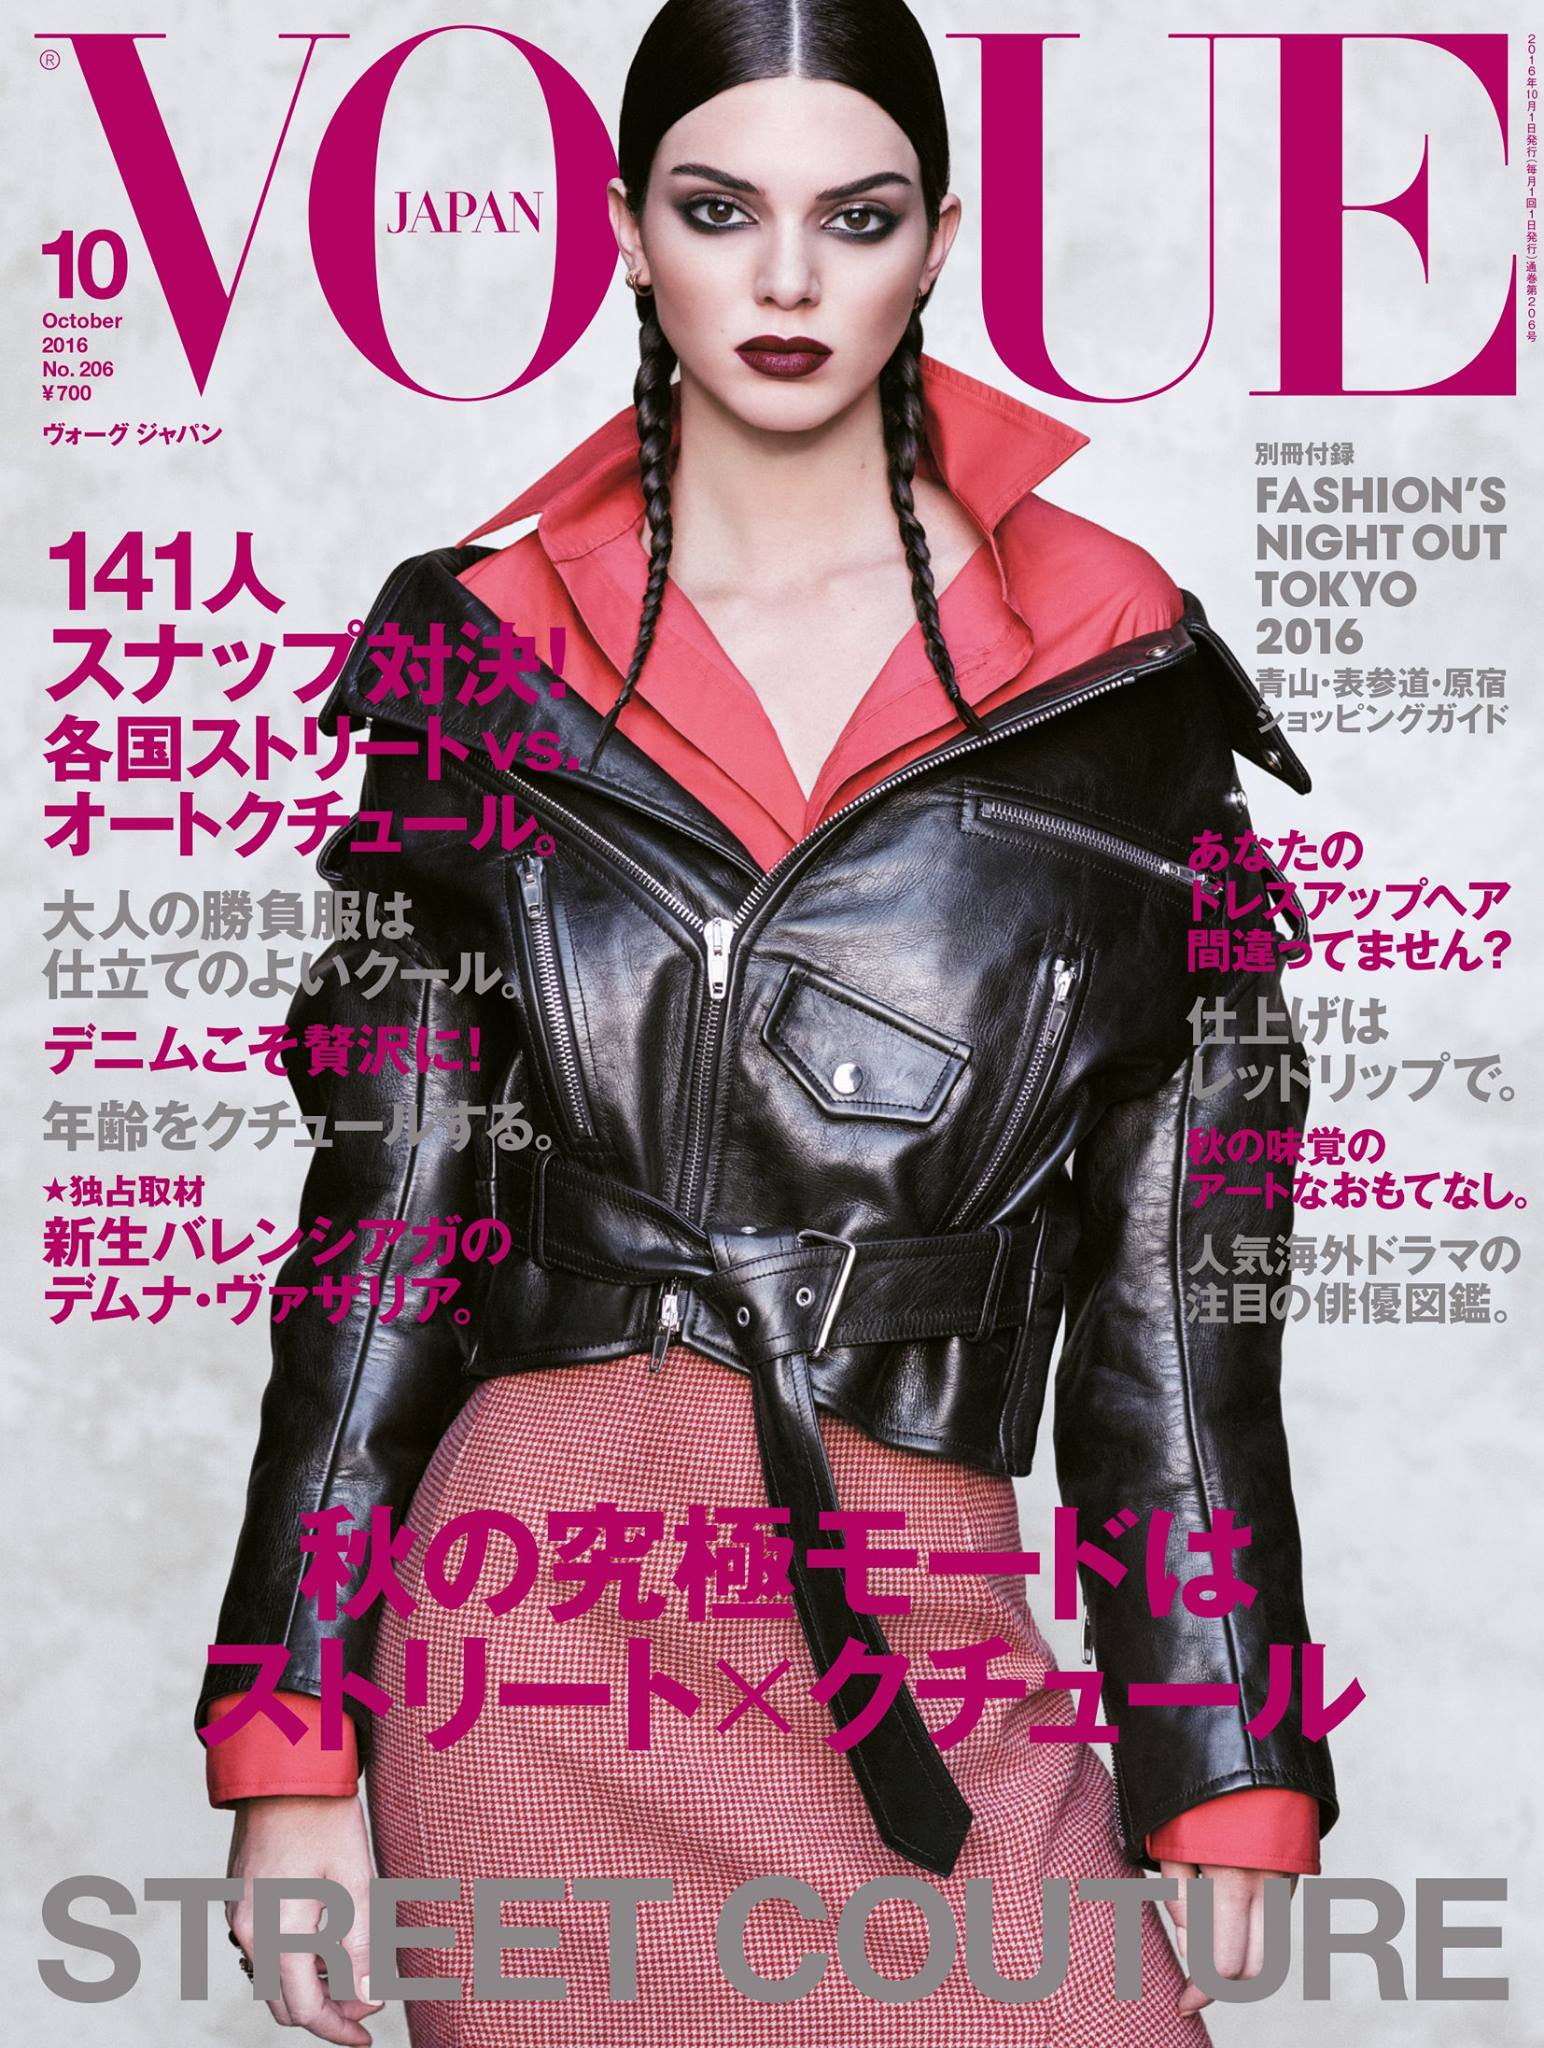 VOGUE
JAPAN
®
10
October
2016
No. 206
¥700
ヴォーグ ジャパン
2016年10月1日発行(毎月1回1日発行)通巻第206号
別冊付録
FASHION'S
NIGHT OUT
TOKYO
2016
青山・表参道・原宿
ショッピングガイド
141人
スナップ対決!
各国ストリートvs.
オートクチュール。
大人の勝負服は
仕立てのよいクール。
デニムこそ贅沢に!
年齢をクチュールする。
★独占取材
新生バレンシアガの
デムナ・ヴァザリア。
あなたの
ドレスアップヘア
間違ってません?
仕上げは
レッドリップで。
秋の味覚の
アートなおもてなし。
人気海外ドラマの
注目の俳優図鑑。
秋の究極モードは
ストリート×クチュール
STREET COUTURE